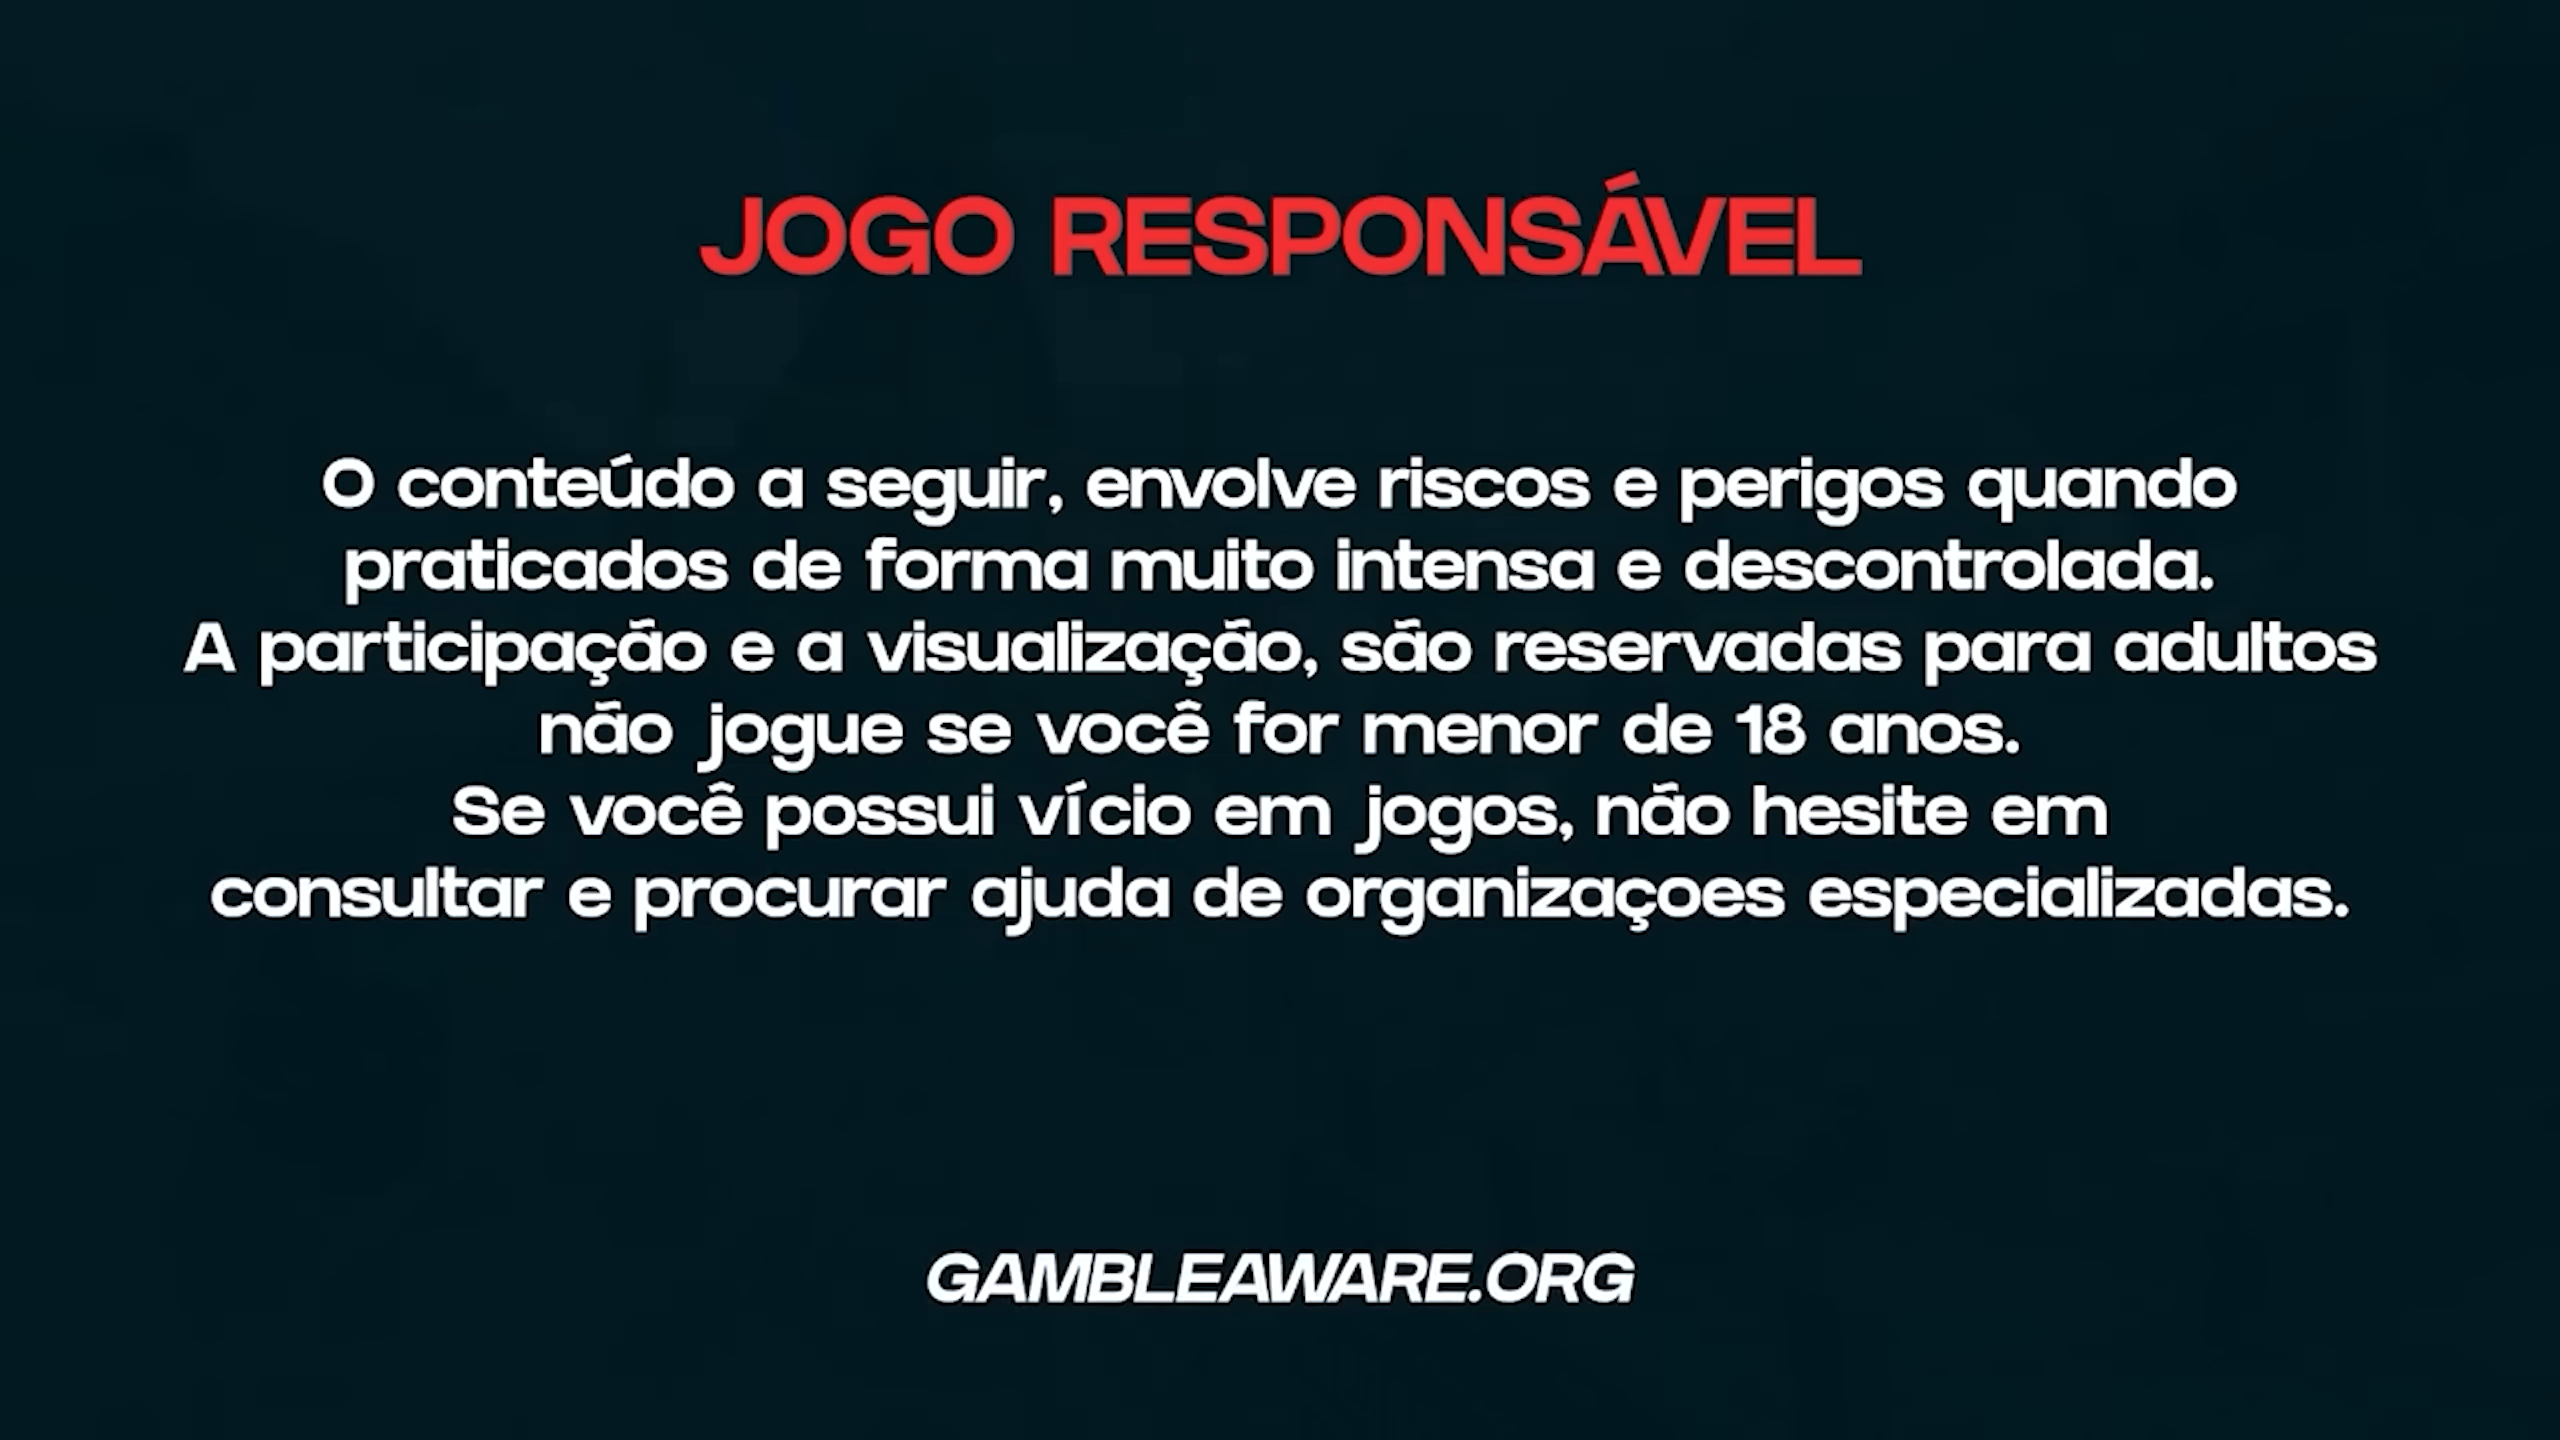 JOGO RESPONSÁVEL
O conteúdo a seguir, envolve riscos e perigos quando
praticados de forma muito intensa e descontrolada.
A participação e a visualização, são reservadas para adultos
não jogue se você for menor de 18 anos.
Se você possui vício em jogos, não hesite em
consultar e procurar ajuda de organizaçoes especializadas.
GAMBLEAWARE.ORG